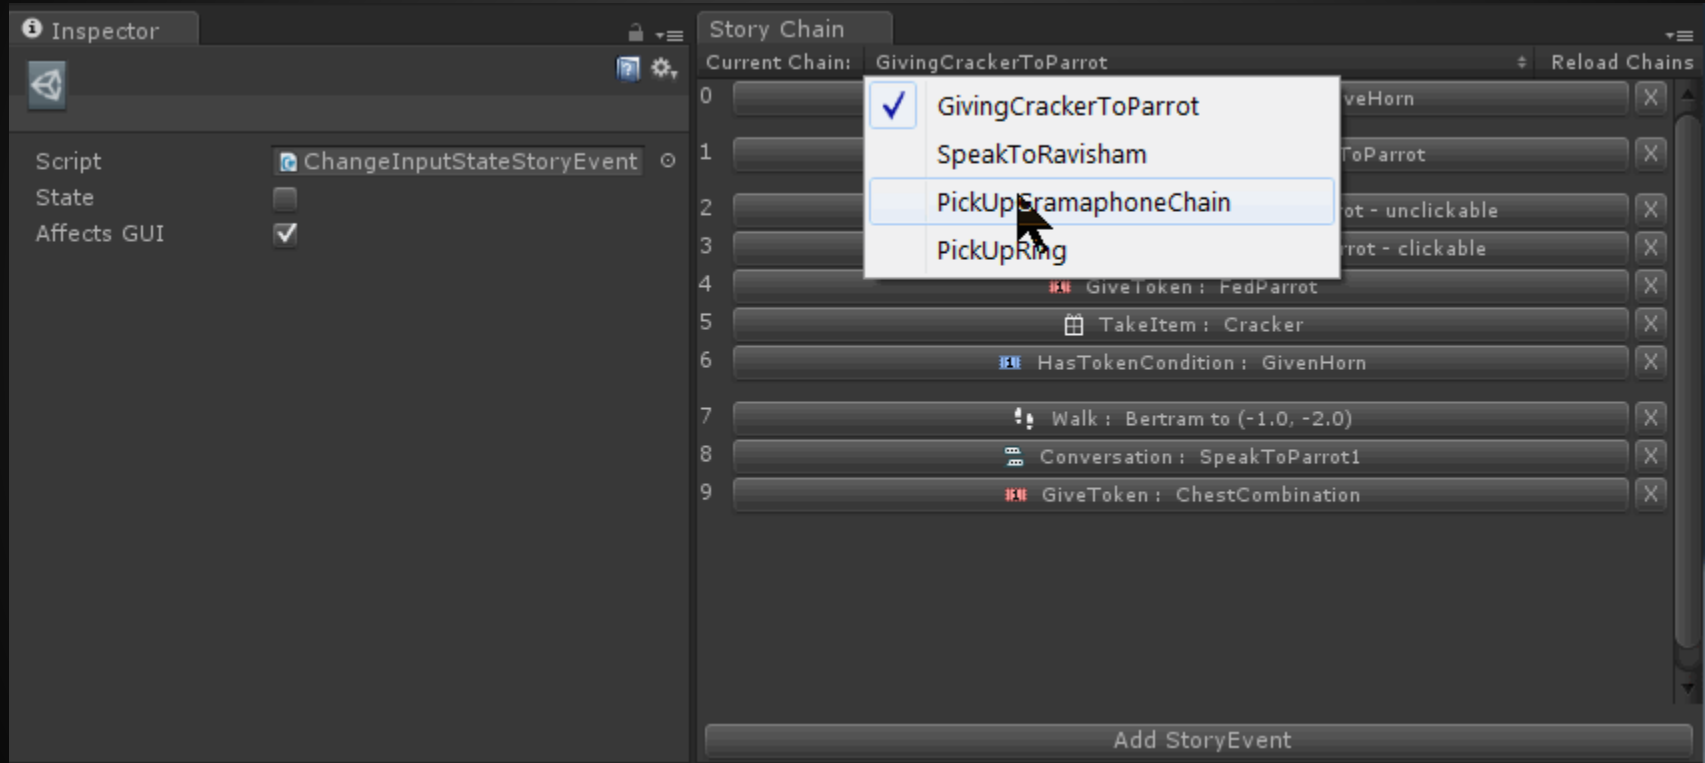 Inspector
Script ChangeInputStateStoryEvent
State
Affects GUI
Story Chain
Current Chain: GivingCrackerToParrot Reload Chains
GivingCrackerToParrot
SpeakToRavisham
PickUpGramaphoneChain
PickUpRing
0 veHorn X
1 ToParrot X
2 ot - unclickable X
3 rot - clickable X
4 GiveToken : FedParrot X
5 TakeItem : Cracker X
6 HasTokenCondition : GivenHorn X
7 Walk : Bertram to (-1.0, -2.0) X
8 Conversation : SpeakToParrot1 X
9 GiveToken : ChestCombination X
Add StoryEvent